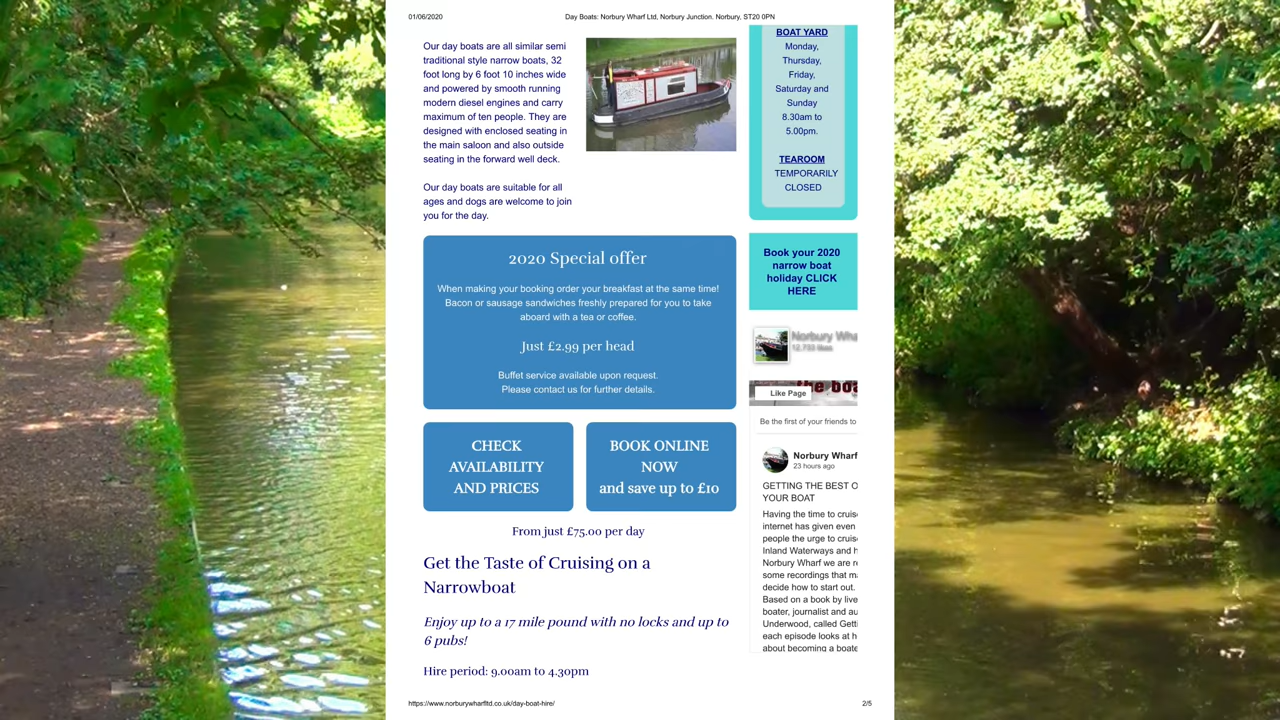 01/06/2020
Day Boats: Norbury Wharf Ltd, Norbury Junction. Norbury, ST20 0PN
Our day boats are all similar semi
traditional style narrow boats, 32
foot long by 6 foot 10 inches wide
and powered by smooth running
modern diesel engines and carry
maximum of ten people. They are
designed with enclosed seating in
the main saloon and also outside
seating in the forward well deck.
Our day boats are suitable for all
ages and dogs are welcome to join
you for the day.
2020 Special offer
When making your booking order your breakfast at the same time!
Bacon or sausage sandwiches freshly prepared for you to take
aboard with a tea or coffee.
Just £2.99 per head
Buffet service available upon request.
Please contact us for further details.
CHECK
AVAILABILITY
AND PRICES
BOOK ONLINE
NOW
and save up to £10
From just £75.00 per day
Get the Taste of Cruising on a
Narrowboat
Enjoy up to a 17 mile pound with no locks and up to
6 pubs!
Hire period: 9.00am to 4.30pm
BOAT YARD
Monday,
Thursday,
Friday,
Saturday and
Sunday
8.30am to
5.00pm.
TEAROOM
TEMPORARILY
CLOSED
Book your 2020
narrow boat
holiday CLICK
HERE
Norbury Wha
12,733 likes
the boa
Like Page
Be the first of your friends to
Norbury Wharf
23 hours ago
GETTING THE BEST O
YOUR BOAT
Having the time to cruis
internet has given even
people the urge to cruis
Inland Waterways and h
Norbury Wharf we are r
some recordings that m
decide how to start out.
Based on a book by live
boater, journalist and au
Underwood, called Getti
each episode looks at h
about becoming a boate
https://www.norburywharfltd.co.uk/day-boat-hire/
2/5